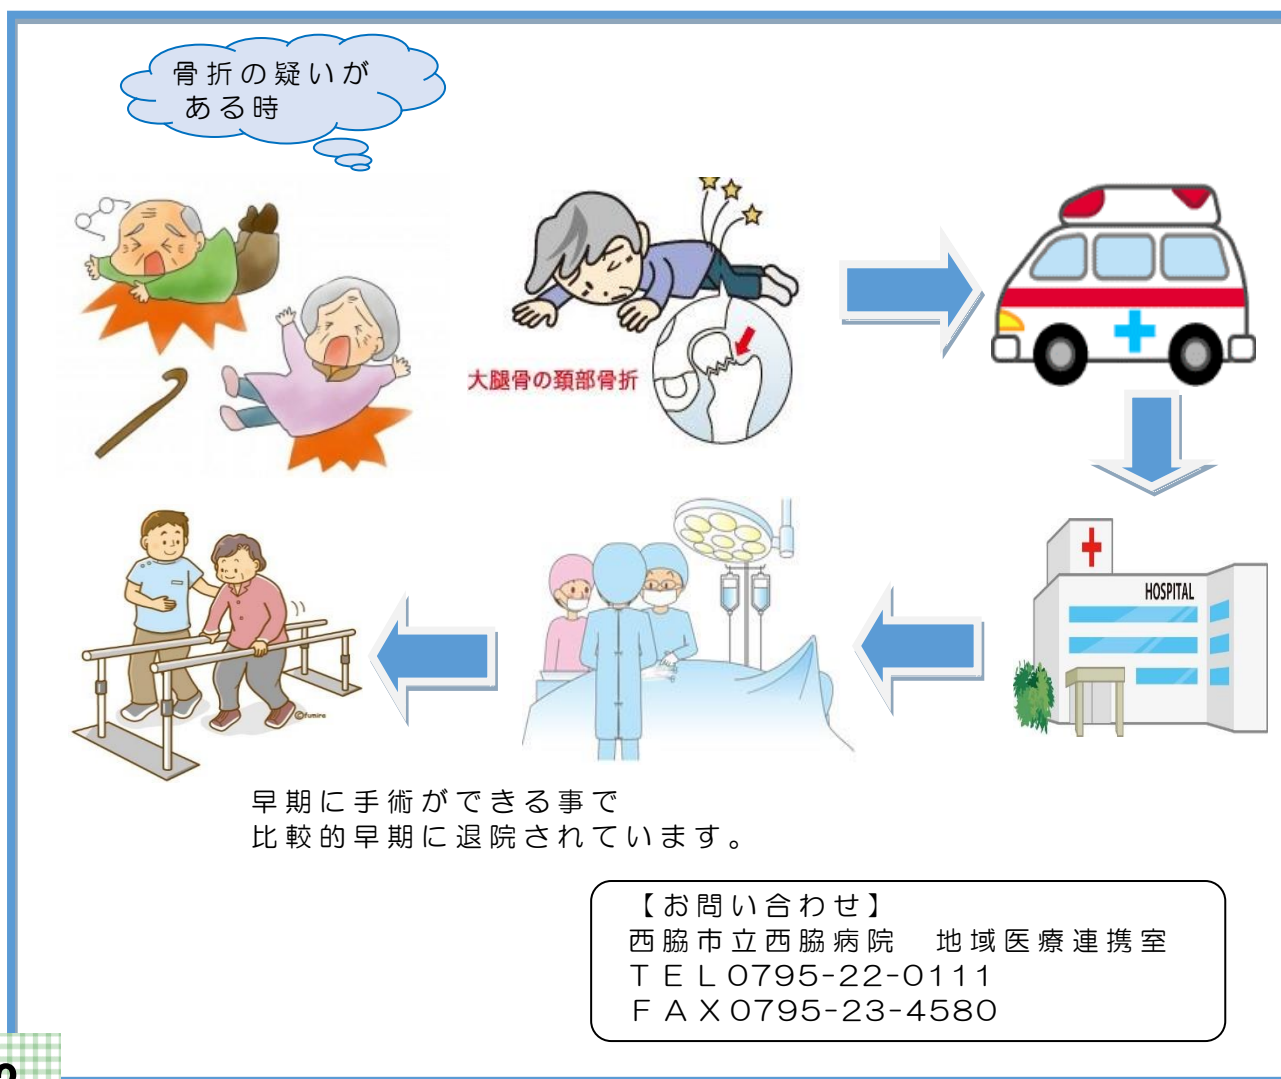 骨折の疑いが
ある時
大腿骨の頚部骨折
HOSPITAL
©fumira
早期に手術ができる事で
比較的早期に退院されています。
【お問い合わせ】
西脇市立西脇病院　地域医療連携室
ＴＥＬ0795-22-0111
ＦＡＸ0795-23-4580